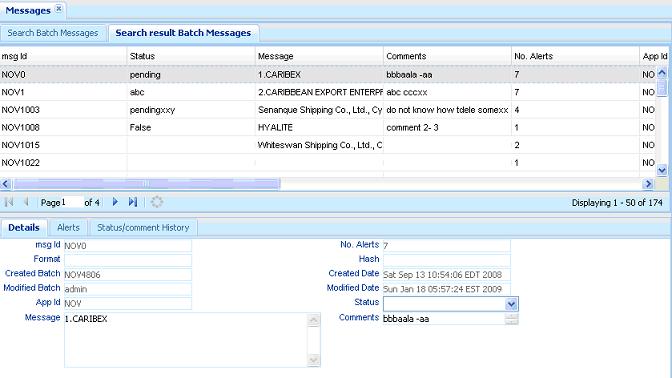 Messages
Search Batch Messages Search result Batch Messages
msg Id Status Message Comments No. Alerts App Id
NOV0 pending 1.CARIBEX bbbaala -aa 7 NO
NOV1 abc 2.CARIBBEAN EXPORT ENTERPR abc cccxx 7 NO
NOV1003 pendingxxy Senanque Shipping Co., Ltd., Cy do not know how tdele somexx 4 NO
NOV1008 False HYALITE comment 2- 3 1 NO
NOV1015 Whiteswan Shipping Co., Ltd., C 2 NO
NOV1022 1 NO
Page 1 of 4 Displaying 1 - 50 of 174
Details Alerts Status/comment History
msg Id NOV0 No. Alerts 7
Format Hash
Created Batch NOV4806 Created Date Sat Sep 13 10:54:06 EDT 2008
Modified Batch admin Modified Date Sun Jan 18 05:57:24 EST 2009
App Id NOV Status
Message 1.CARIBEX Comments bbbaala -aa